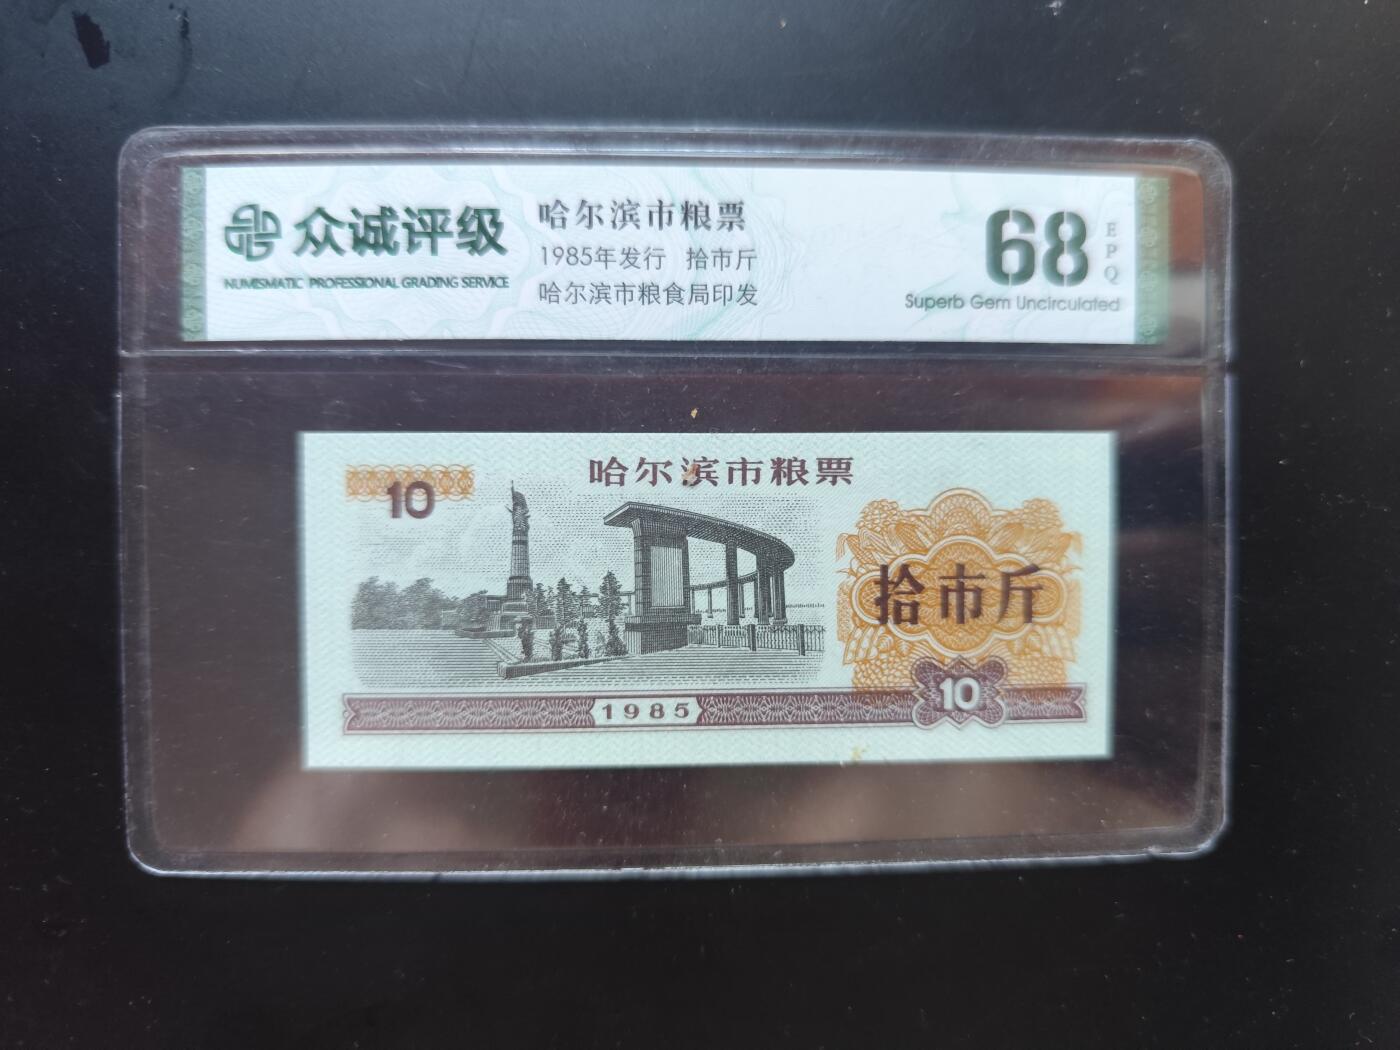 众诚评级
NUMISMATIC PROFESSIONAL GRADING SERVICE
哈尔滨市粮票
1985年发行 拾市斤
哈尔滨市粮食局印发
68
EPQ
Superb Gem Uncirculated
哈尔滨市粮票
10
拾市斤
10
1985